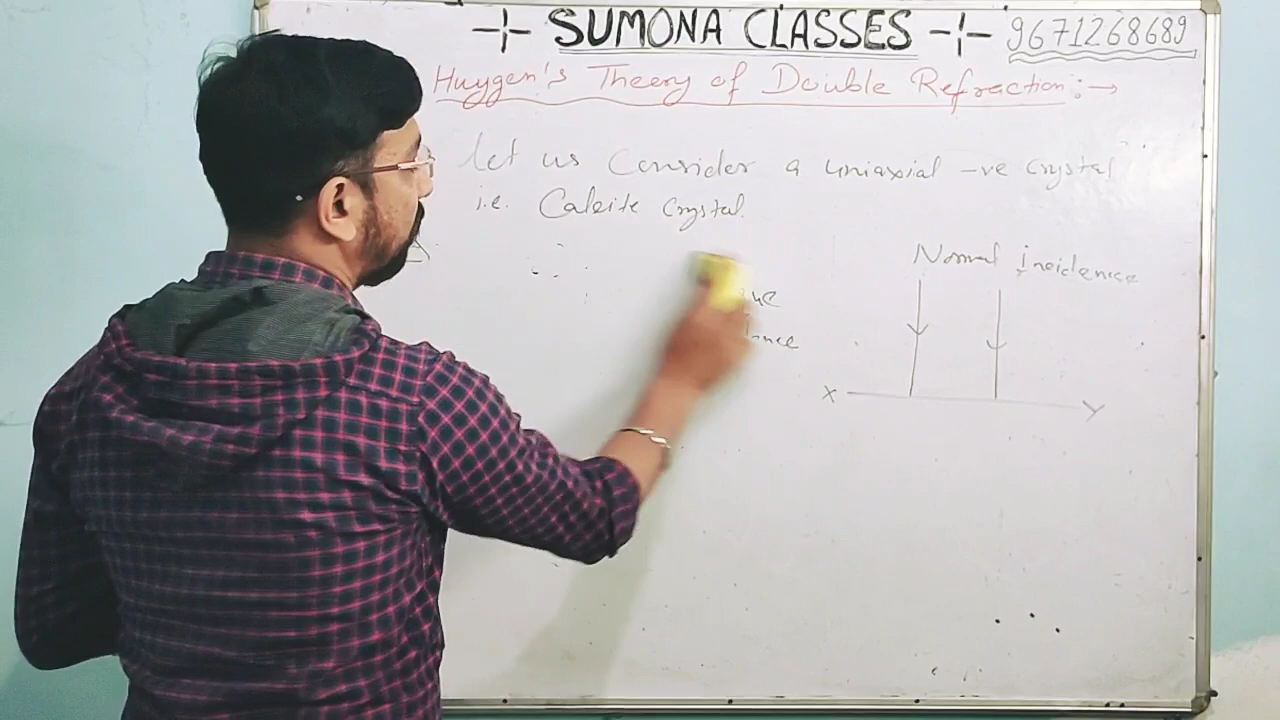 SUMONA CLASSES
9671268689
Huygen's Theory of Double Refraction :→
let us Consider a uniaxial -ve crystal
i.e. Calcite Crystal.
Normal incidence
X Y